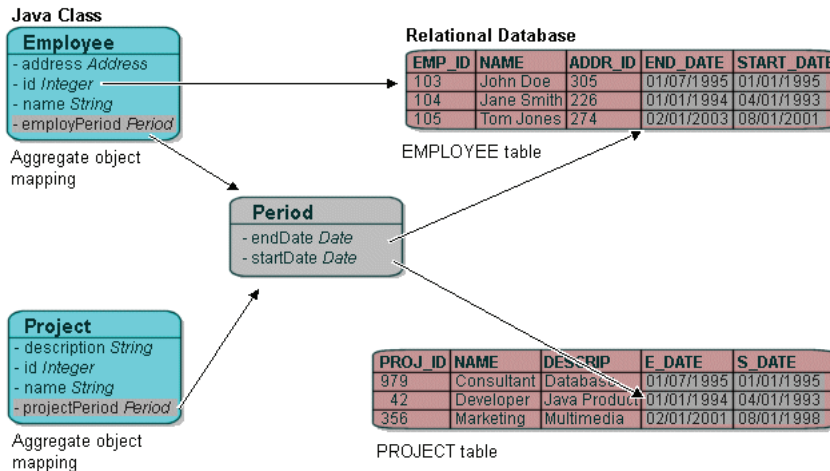 Java Class
Employee
- address Address
- id Integer
- name String
- employPeriod Period
Aggregate object
mapping
Relational Database
EMP_ID NAME ADDR_ID END_DATE START_DATE
103 John Doe 305 01/07/1995 01/01/1995
104 Jane Smith 226 01/01/1994 04/01/1993
105 Tom Jones 274 02/01/2003 08/01/2001
EMPLOYEE table
Period
- endDate Date
- startDate Date
Project
- description String
- id Integer
- name String
- projectPeriod Period
Aggregate object
mapping
PROJ_ID NAME DESCRIP E_DATE S_DATE
979 Consultant Database 01/07/1995 01/01/1995
42 Developer Java Product 01/01/1994 04/01/1993
356 Marketing Multimedia 02/01/2001 08/01/1998
PROJECT table